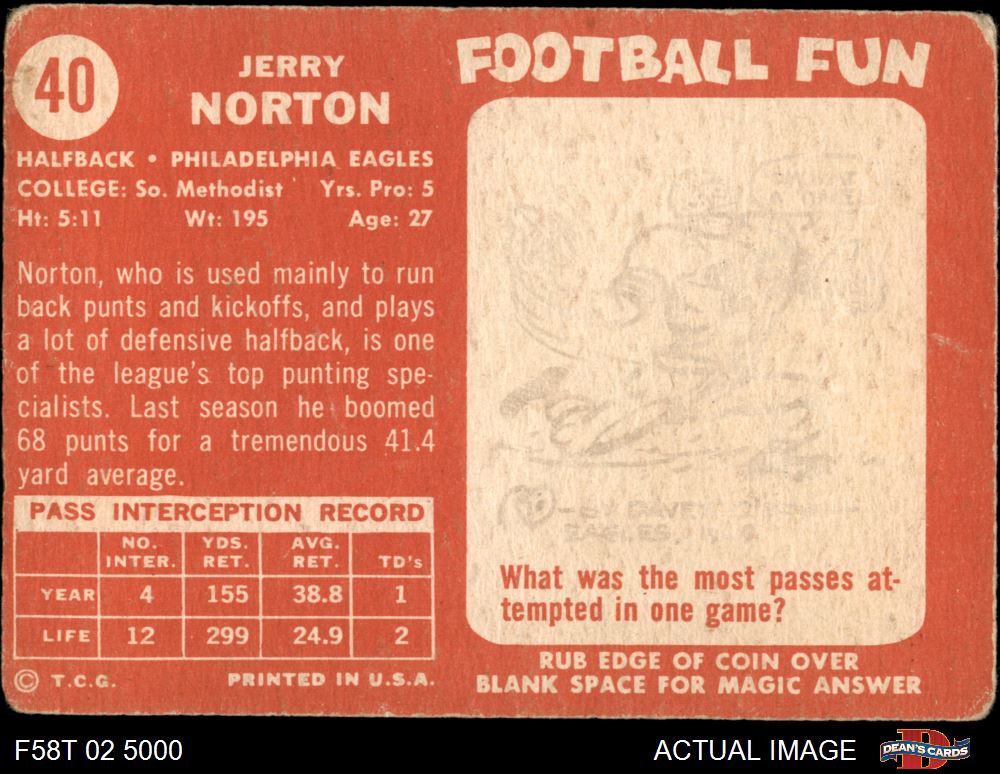 40
JERRY
NORTON
HALFBACK • PHILADELPHIA EAGLES
COLLEGE: So. Methodist Yrs. Pro: 5
Ht: 5:11 Wt: 195 Age: 27
Norton, who is used mainly to run
back punts and kickoffs, and plays
a lot of defensive halfback, is one
of the league's top punting spe-
cialists. Last season he boomed
68 punts for a tremendous 41.4
yard average.
PASS INTERCEPTION RECORD
NO. INTER. YDS. RET. AVG. RET. TD's
YEAR 4 155 38.8 1
LIFE 12 299 24.9 2
© T.C.G. PRINTED IN U.S.A.
FOOTBALL FUN
What was the most passes at-
tempted in one game?
RUB EDGE OF COIN OVER
BLANK SPACE FOR MAGIC ANSWER
F58T 02 5000
ACTUAL IMAGE
DEAN'S CARDS